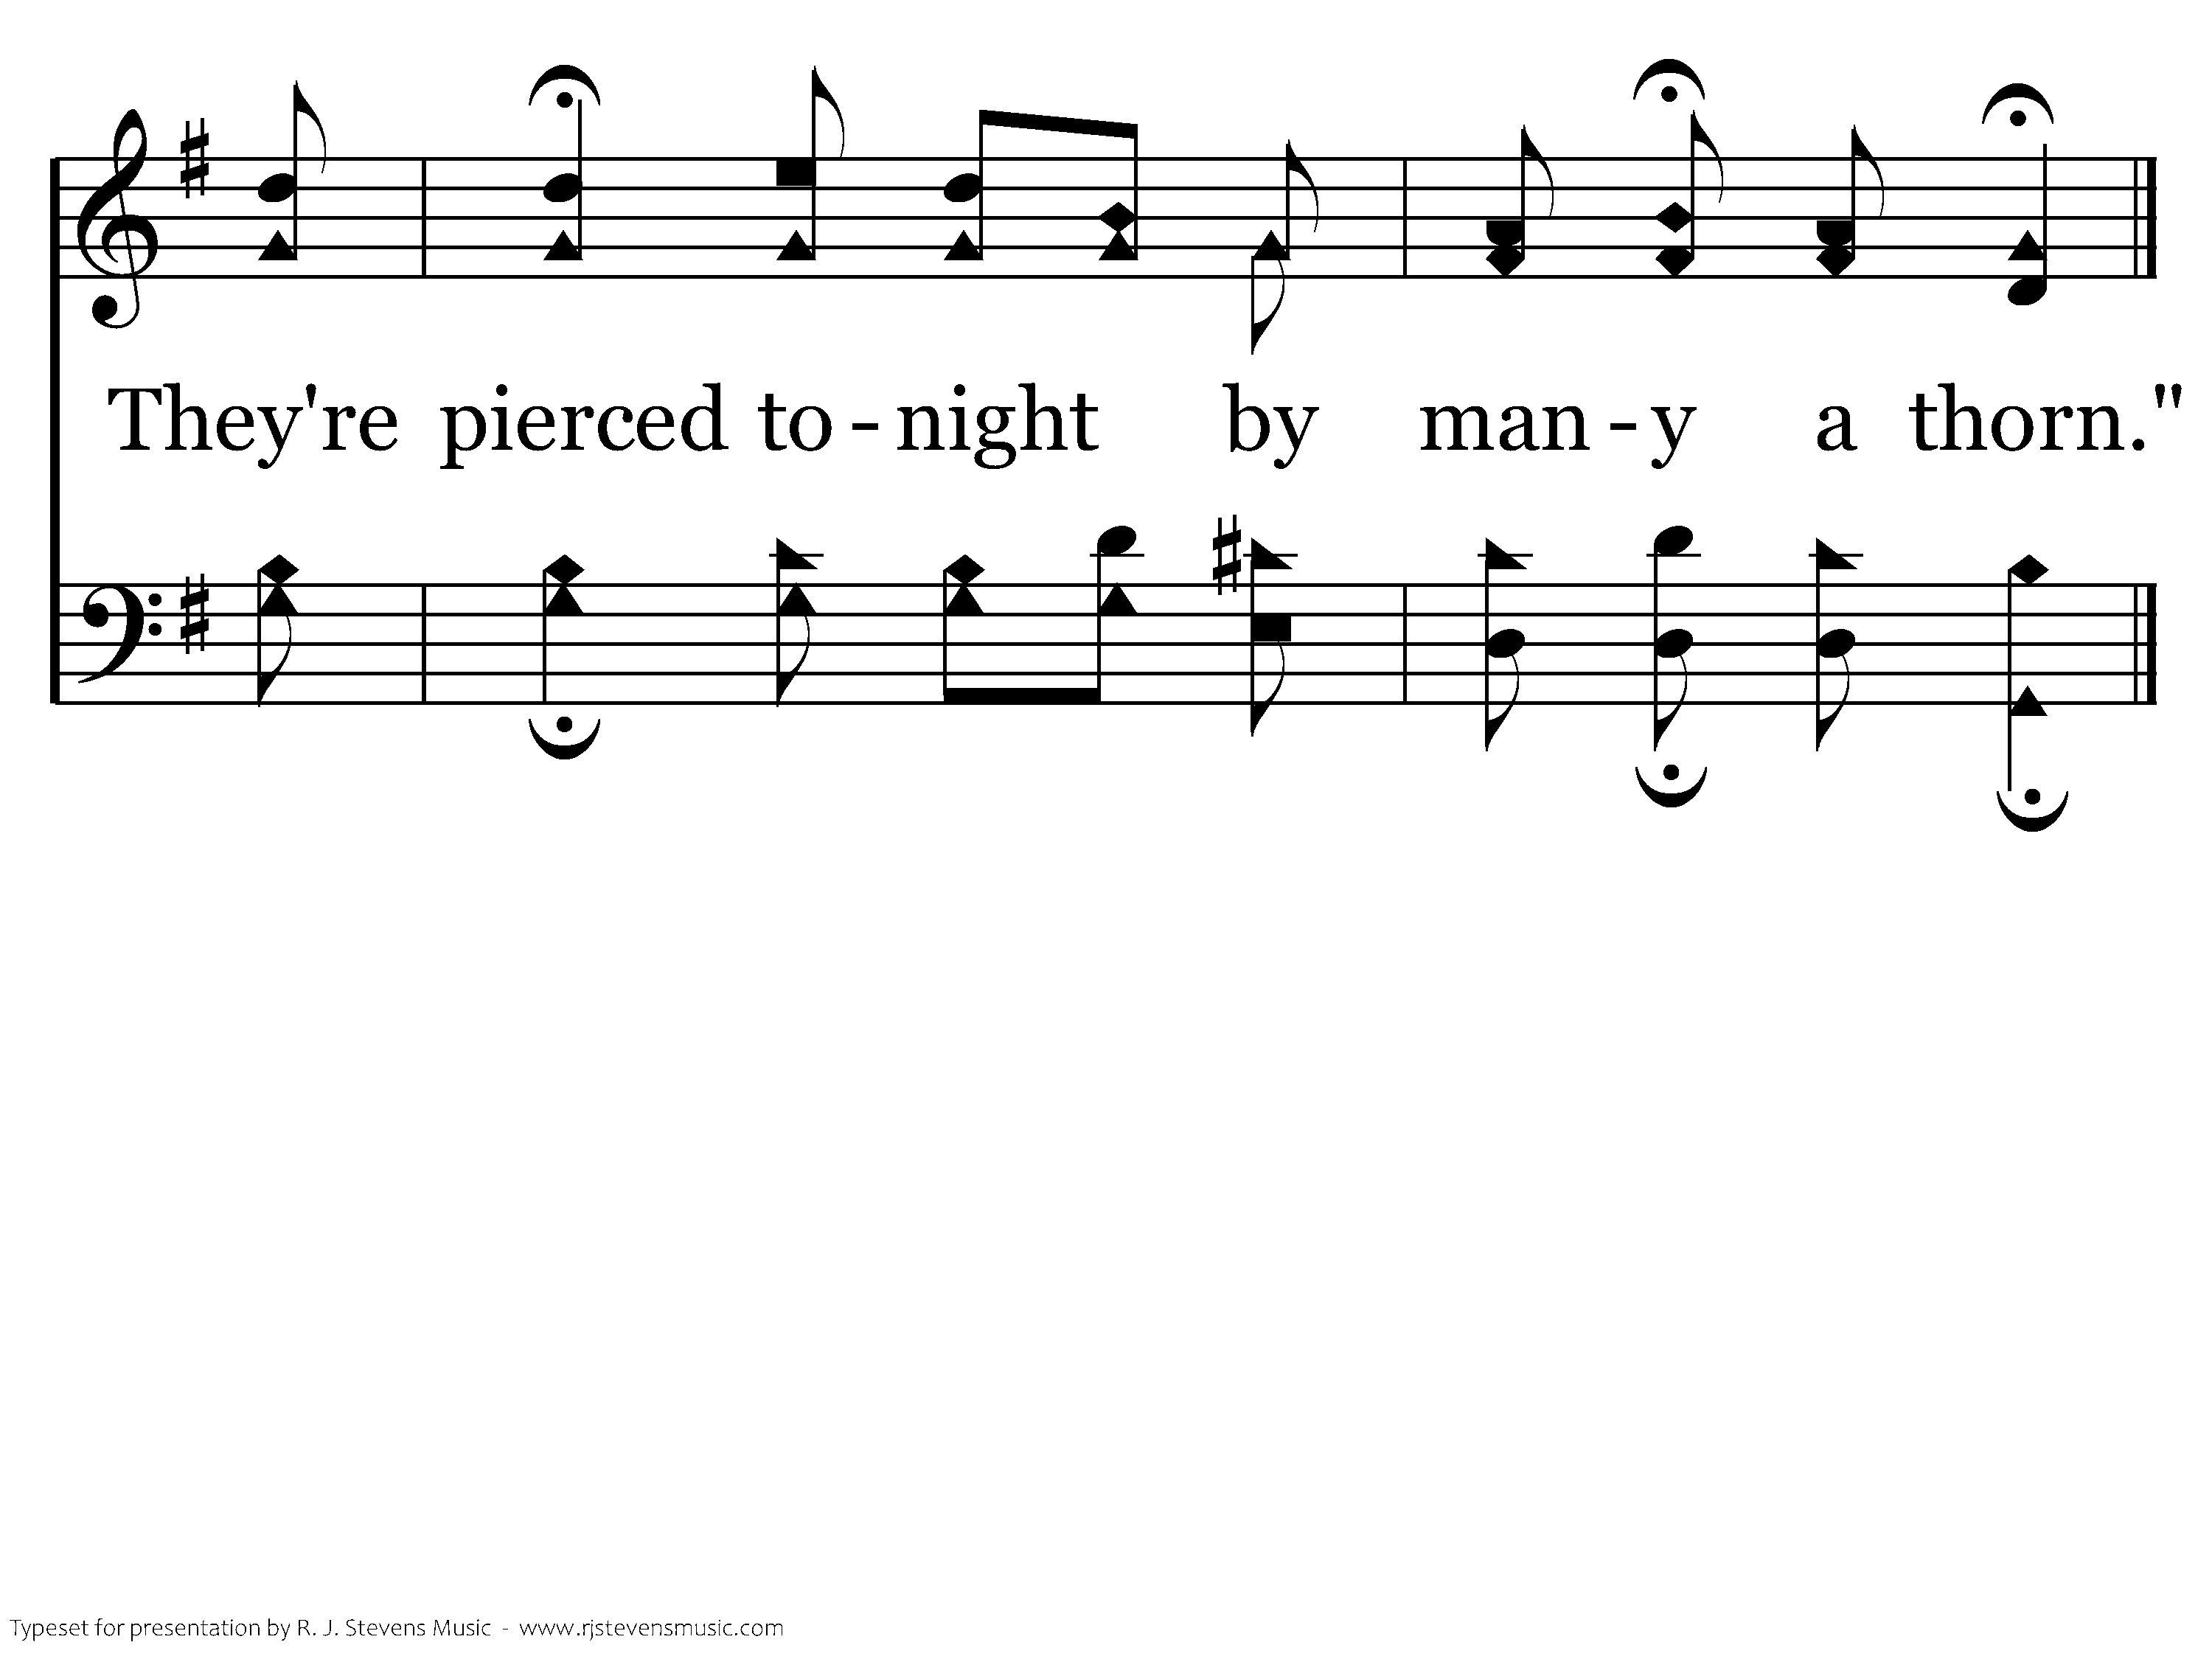 They're pierced to - night by man - y a thorn."
Typeset for presentation by R. J. Stevens Music - www.rjstevensmusic.com